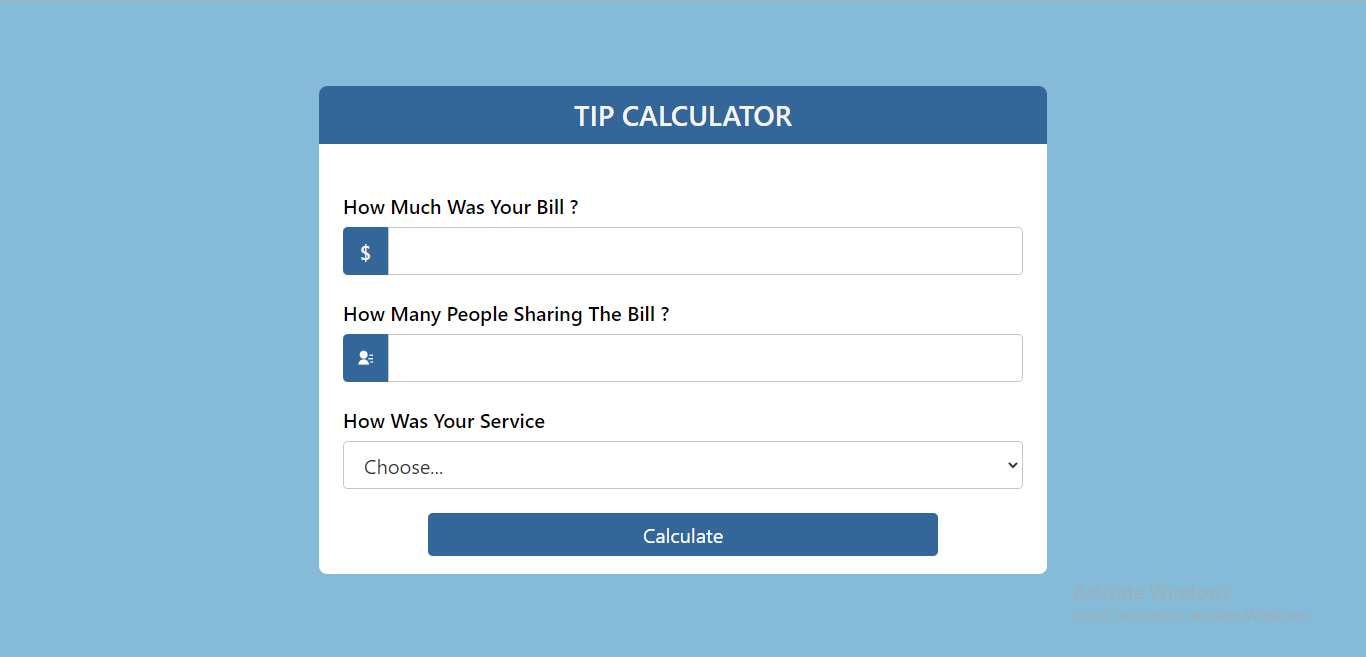 TIP CALCULATOR
How Much Was Your Bill ?
$
How Many People Sharing The Bill ?
How Was Your Service
Choose...
Calculate
Activate Windows
Go to Settings to activate Windows.